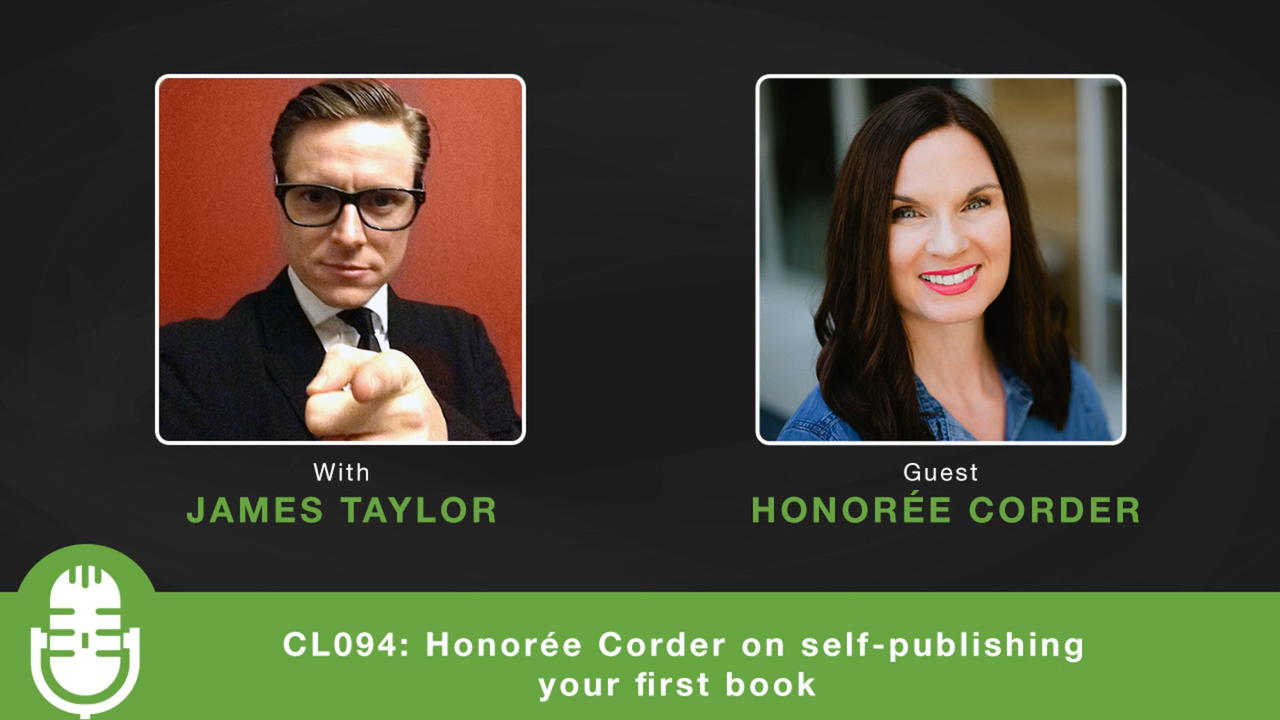 With
JAMES TAYLOR
Guest
HONORÉE CORDER
CL094: Honorée Corder on self-publishing
your first book